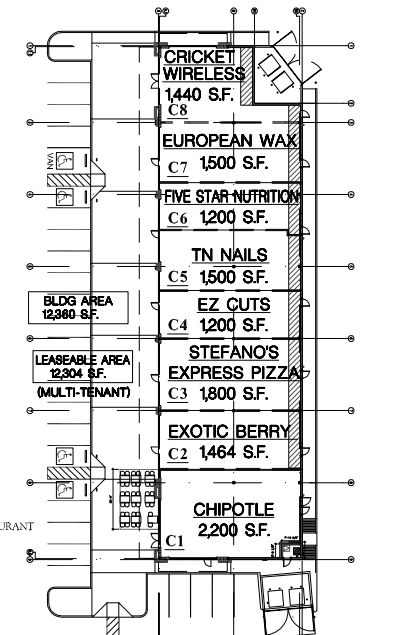 CRICKET
WIRELESS
1,440 S.F.
C8
EUROPEAN WAX
C7 1,500 S.F.
VAN
FIVE STAR NUTRITION
C6 1,200 S.F.
TN NAILS
C5 1,500 S.F.
BLDG AREA
12,360 S.F.
EZ CUTS
C4 1,200 S.F.
LEASEABLE AREA
12,304 S.F.
(MULTI-TENANT)
STEFANO'S
EXPRESS PIZZA
C3 1,800 S.F.
EXOTIC BERRY
C2 1,464 S.F.
CHIPOTLE
2,200 S.F.
C1
URANT